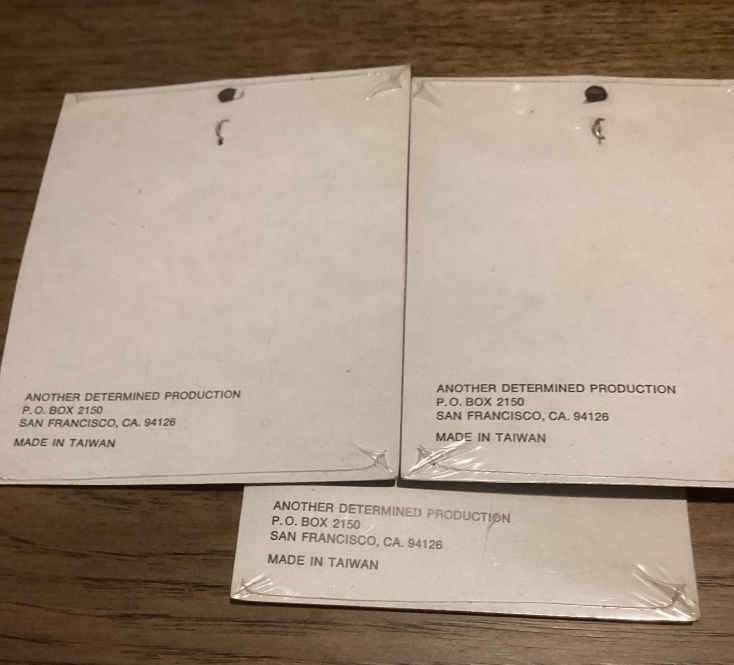 ANOTHER DETERMINED PRODUCTION
P.O. BOX 2150
SAN FRANCISCO, CA. 94126
MADE IN TAIWAN
ANOTHER DETERMINED PRODUCTION
P.O. BOX 2150
SAN FRANCISCO, CA. 94126
MADE IN TAIWAN
ANOTHER DETERMINED PRODUCTION
P.O. BOX 2150
SAN FRANCISCO, CA. 94126
MADE IN TAIWAN